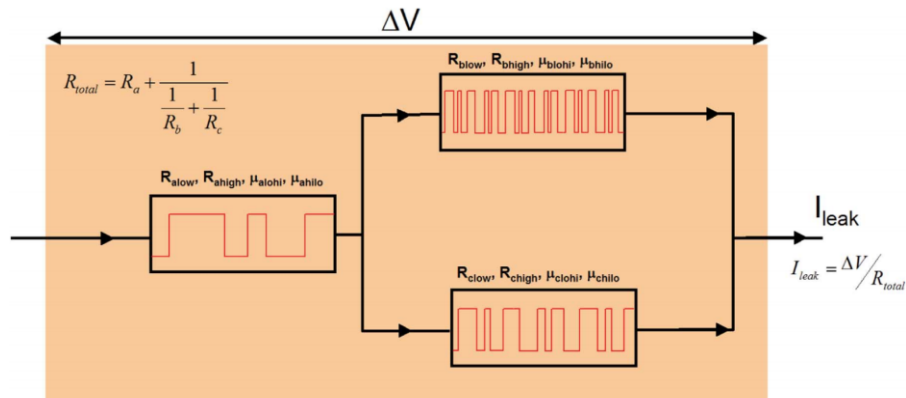 ΔV
R_total = R_a + 1 / (1/R_b + 1/R_c)
R_blow, R_bhigh, μ_blohi, μ_bhilo
R_alow, R_ahigh, μ_alohi, μ_ahilo
I_leak
I_leak = ΔV/R_total
R_clow, R_chigh, μ_clohi, μ_chilo